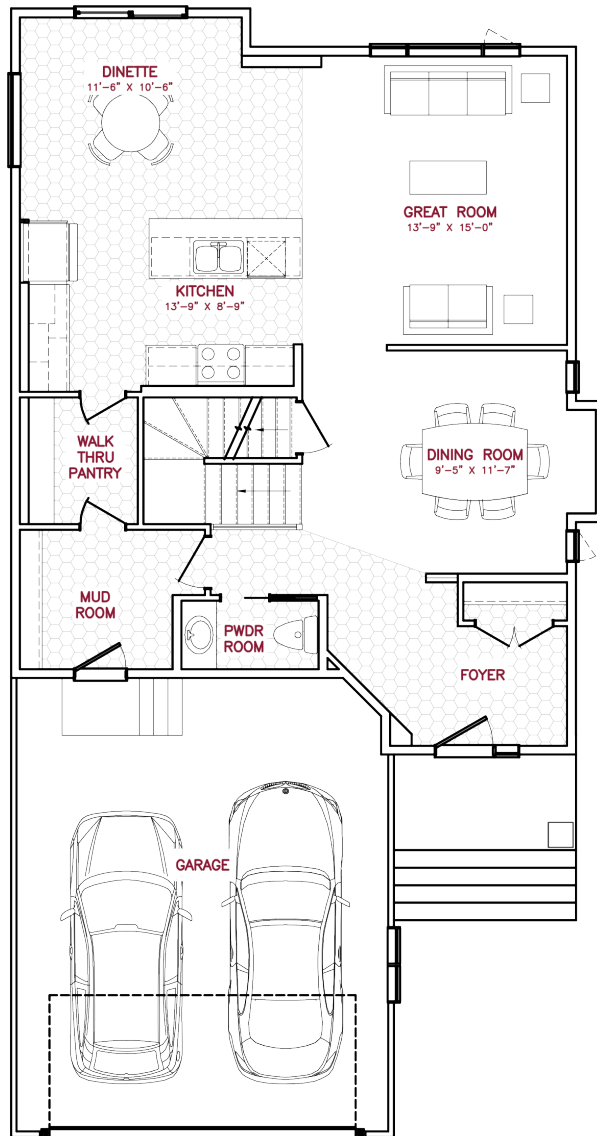 DINETTE
11'-6" X 10'-6"
GREAT ROOM
13'-9" X 15'-0"
KITCHEN
13'-9" X 8'-9"
WALK
THRU
PANTRY
DINING ROOM
9'-5" X 11'-7"
MUD
ROOM
PWDR
ROOM
FOYER
GARAGE